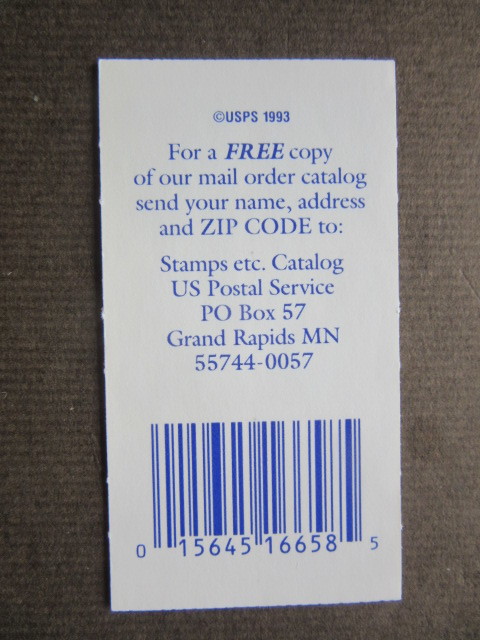 ©USPS 1993
For a FREE copy
of our mail order catalog
send your name, address
and ZIP CODE to:
Stamps etc. Catalog
US Postal Service
PO Box 57
Grand Rapids MN
55744-0057
0 15645 16658 5